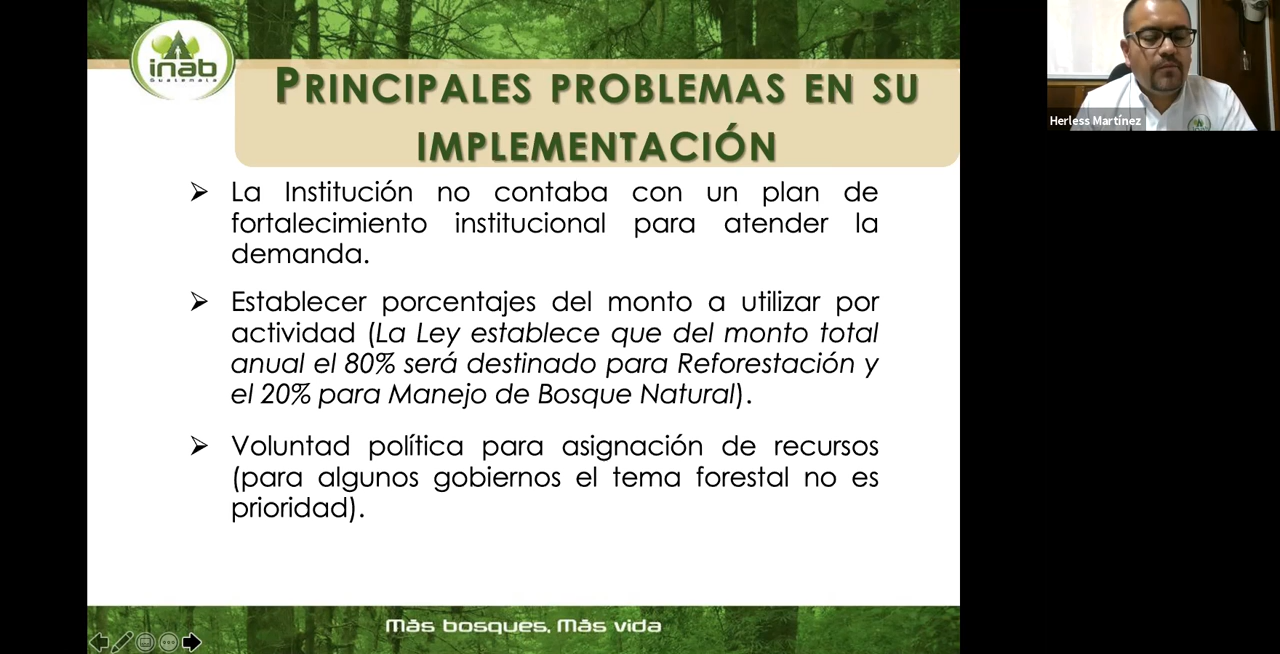 inab
Guatemala
PRINCIPALES PROBLEMAS EN SU
IMPLEMENTACIÓN
Herless Martínez
inab
➢ La Institución no contaba con un plan de
fortalecimiento institucional para atender la
demanda.
➢ Establecer porcentajes del monto a utilizar por
actividad (La Ley establece que del monto total
anual el 80% será destinado para Reforestación y
el 20% para Manejo de Bosque Natural).
➢ Voluntad política para asignación de recursos
(para algunos gobiernos el tema forestal no es
prioridad).
Más bosques, Más vida